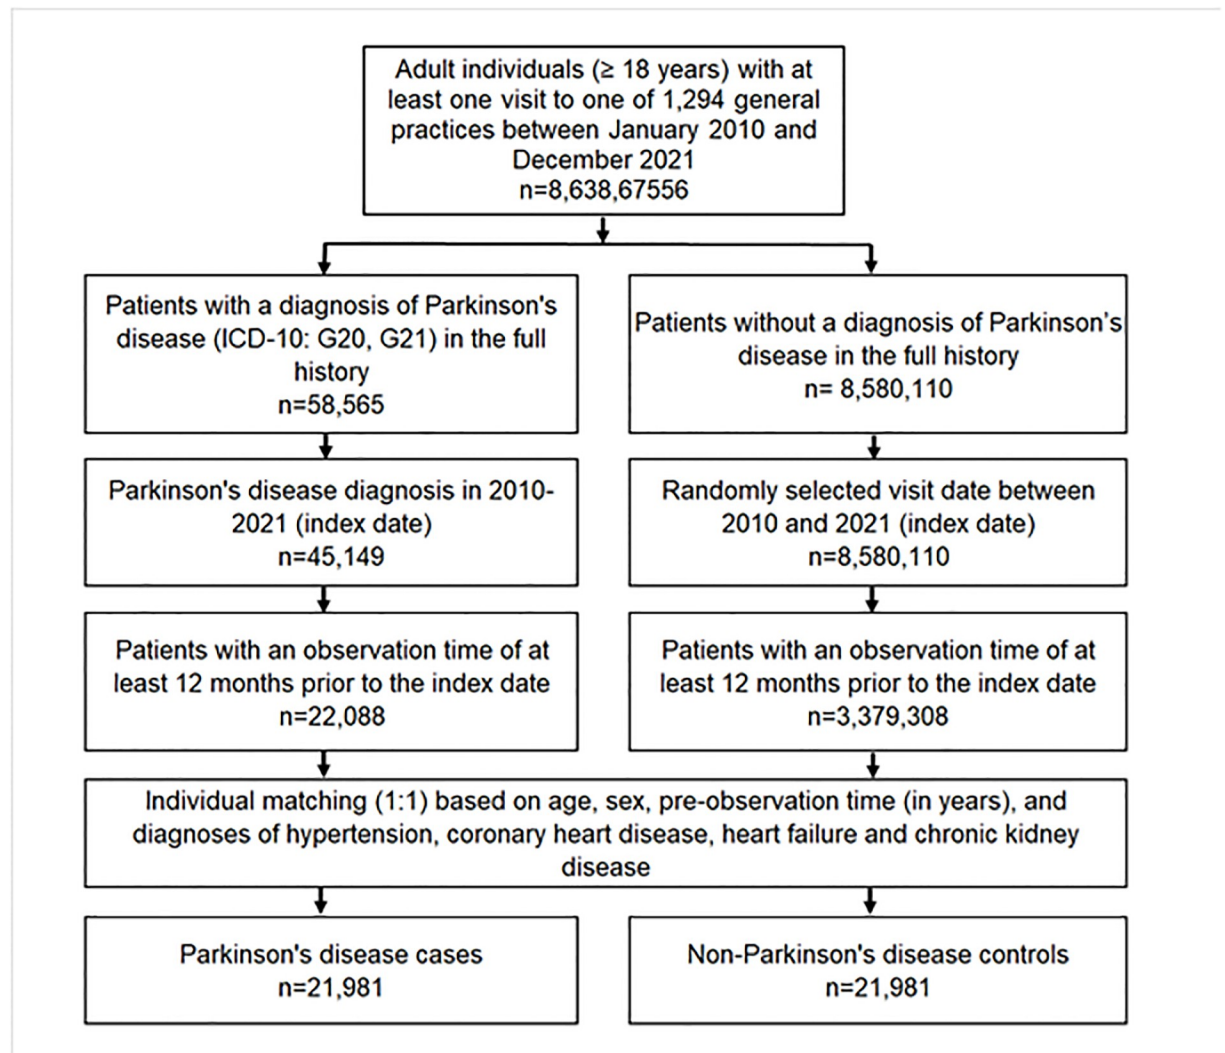 Adult individuals (≥ 18 years) with at
least one visit to one of 1,294 general
practices between January 2010 and
December 2021
n=8,638,67556
Patients with a diagnosis of Parkinson's
disease (ICD-10: G20, G21) in the full
history
n=58,565
Patients without a diagnosis of Parkinson’s
disease in the full history
n= 8,580,110
Parkinson's disease diagnosis in 2010-
2021 (index date)
n=45,149
Randomly selected visit date between
2010 and 2021 (index date)
n=8,580,110
Patients with an observation time of at
least 12 months prior to the index date
n=22,088
Patients with an observation time of at
least 12 months prior to the index date
n=3,379,308
Individual matching (1:1) based on age, sex, pre-observation time (in years), and
diagnoses of hypertension, coronary heart disease, heart failure and chronic kidney
disease
Parkinson's disease cases
n=21,981
Non-Parkinson's disease controls
n=21,981